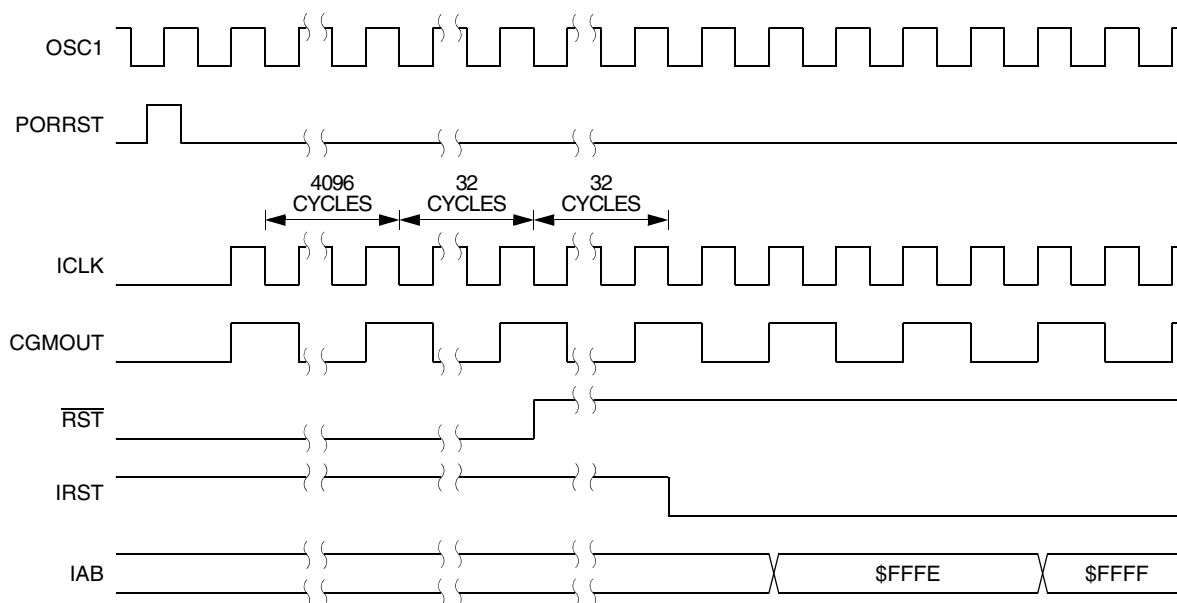 OSC1
PORRST
4096
CYCLES
32
CYCLES
32
CYCLES
ICLK
CGMOUT
RST
IRST
IAB
$FFFE
$FFFF